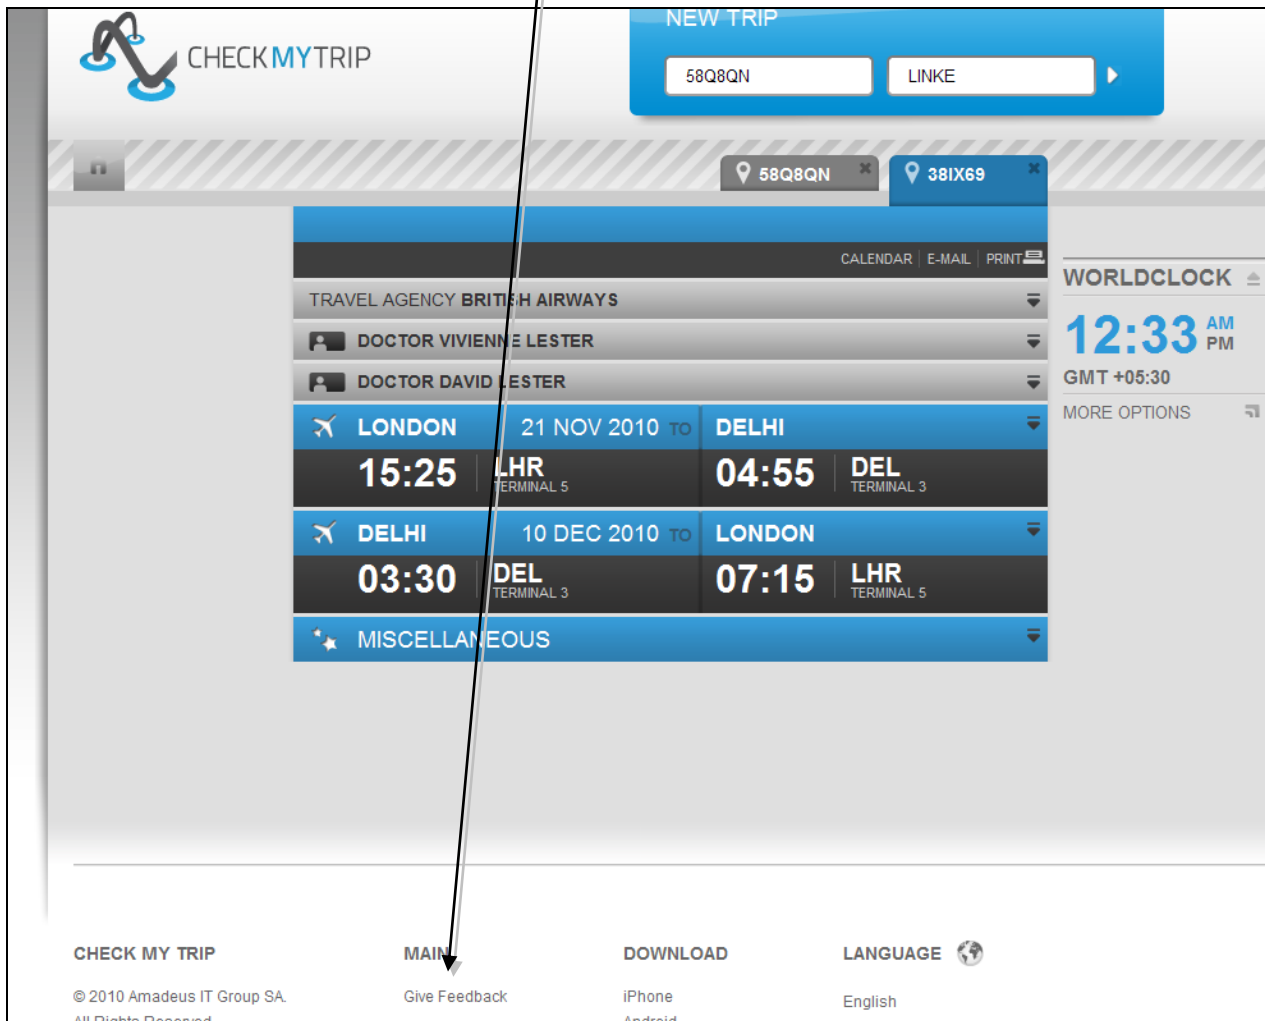 NEW TRIP
CHECKMYTRIP
58Q8QN LINKE
58Q8QN 38IX69
CALENDAR E-MAIL PRINT
TRAVEL AGENCY BRITISH AIRWAYS
DOCTOR VIVIENNE LESTER
DOCTOR DAVID LESTER
LONDON 21 NOV 2010 TO DELHI
15:25 LHR TERMINAL 5 04:55 DEL TERMINAL 3
DELHI 10 DEC 2010 TO LONDON
03:30 DEL TERMINAL 3 07:15 LHR TERMINAL 5
MISCELLANEOUS
WORLDCLOCK
12:33 AM PM
GMT +05:30
MORE OPTIONS
CHECK MY TRIP
© 2010 Amadeus IT Group SA.
All Rights Reserved
MAIN
Give Feedback
DOWNLOAD
iPhone
Android
LANGUAGE
English